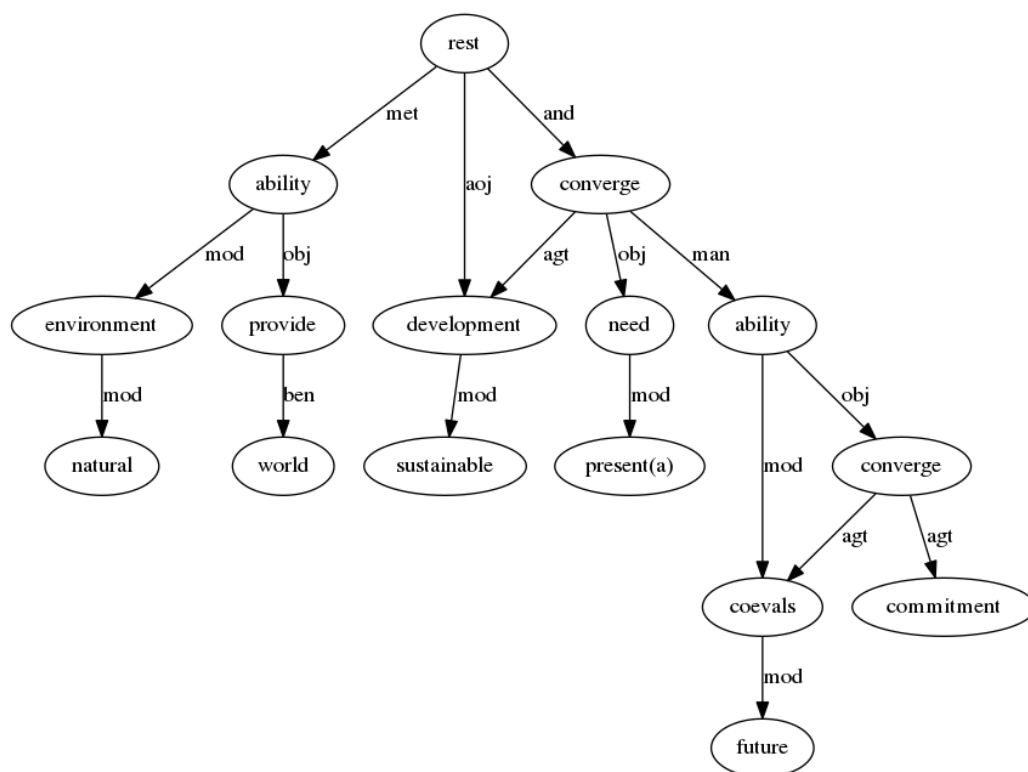 rest
met
and
ability
aoj
converge
mod
obj
agt
obj
man
environment
provide
development
need
ability
mod
ben
mod
mod
obj
natural
world
sustainable
present(a)
mod
converge
agt
agt
coevals
commitment
mod
future